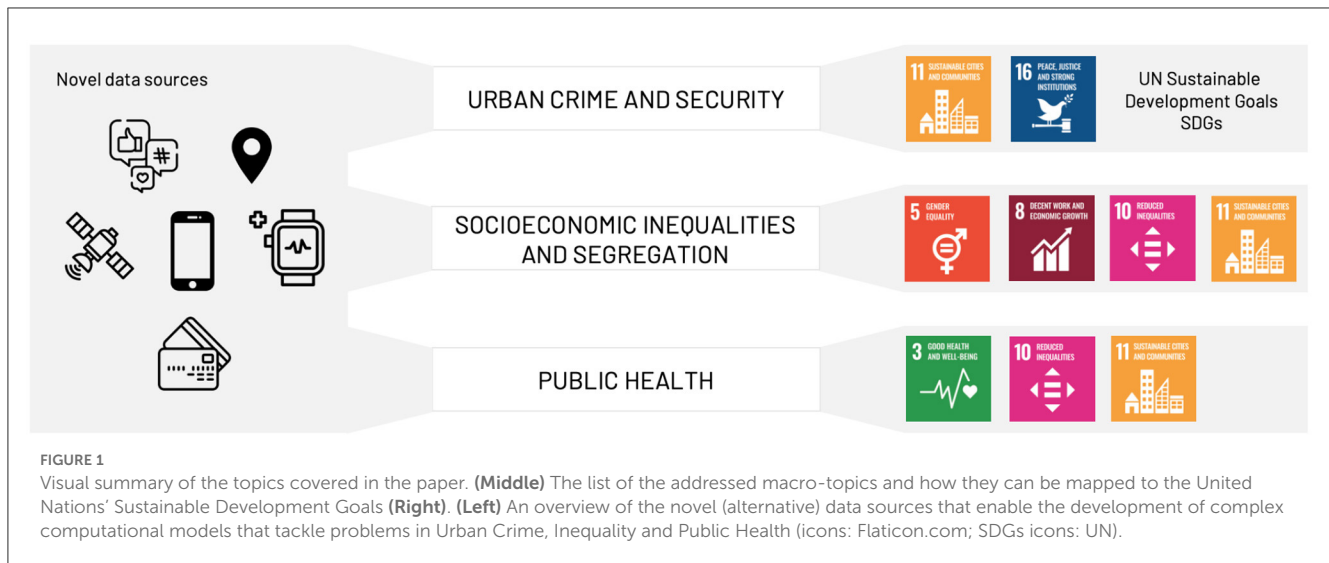 Novel data sources
#
URBAN CRIME AND SECURITY
11 SUSTAINABLE CITIES
AND COMMUNITIES
16 PEACE, JUSTICE
AND STRONG
INSTITUTIONS
UN Sustainable
Development Goals
SDGs
SOCIOECONOMIC INEQUALITIES
AND SEGREGATION
5 GENDER
EQUALITY
8 DECENT WORK AND
ECONOMIC GROWTH
10 REDUCED
INEQUALITIES
11 SUSTAINABLE CITIES
AND COMMUNITIES
PUBLIC HEALTH
3 GOOD HEALTH
AND WELL-BEING
10 REDUCED
INEQUALITIES
11 SUSTAINABLE CITIES
AND COMMUNITIES
FIGURE 1
Visual summary of the topics covered in the paper. (Middle) The list of the addressed macro-topics and how they can be mapped to the United
Nations' Sustainable Development Goals (Right). (Left) An overview of the novel (alternative) data sources that enable the development of complex
computational models that tackle problems in Urban Crime, Inequality and Public Health (icons: Flaticon.com; SDGs icons: UN).